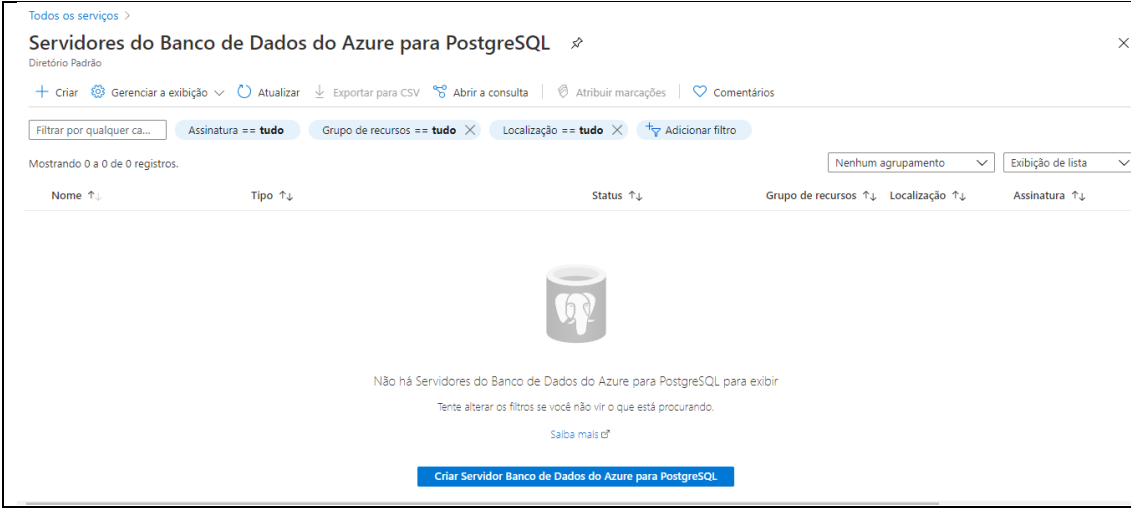 Todos os serviços >
Servidores do Banco de Dados do Azure para PostgreSQL
Diretório Padrão
Criar Gerenciar a exibição Atualizar Exportar para CSV Abrir a consulta Atribuir marcações Comentários
Filtrar por qualquer ca... Assinatura == tudo Grupo de recursos == tudo Localização == tudo Adicionar filtro
Mostrando 0 a 0 de 0 registros. Nenhum agrupamento Exibição de lista
Nome Tipo Status Grupo de recursos Localização Assinatura
Não há Servidores do Banco de Dados do Azure para PostgreSQL para exibir
Tente alterar os filtros se você não vir o que está procurando.
Saiba mais
Criar Servidor Banco de Dados do Azure para PostgreSQL